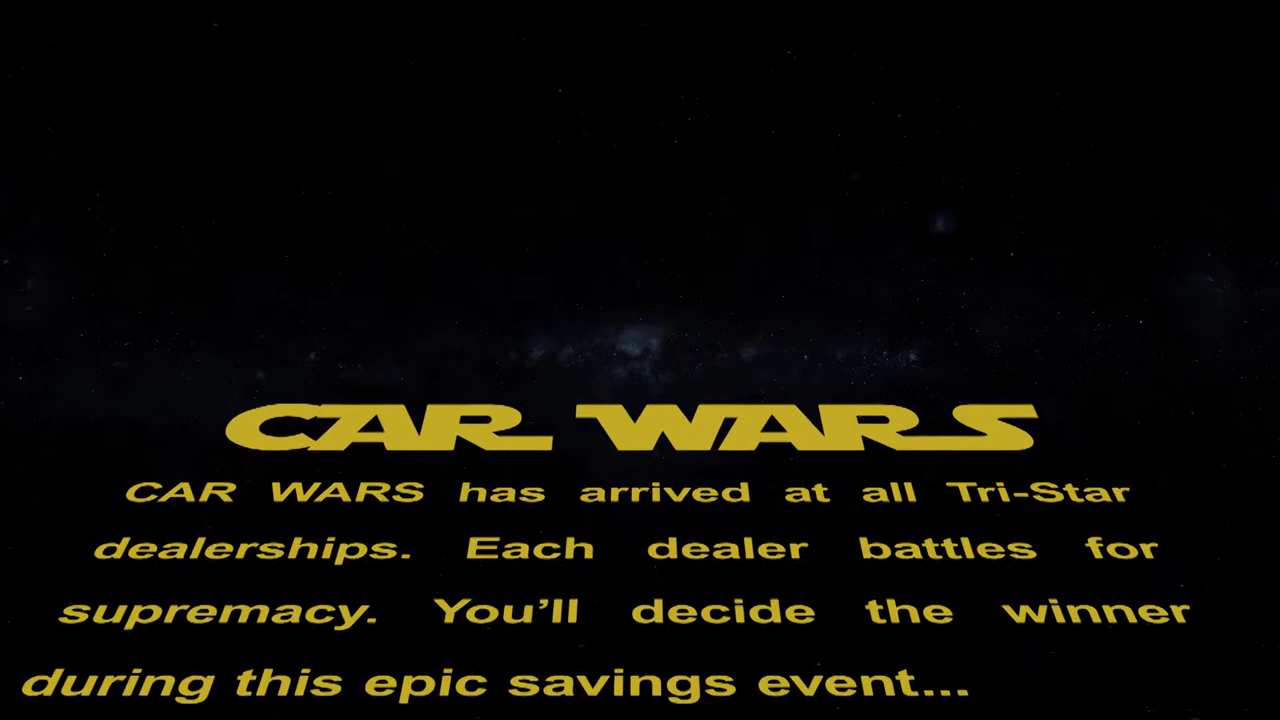 CAR WARS
CAR WARS has arrived at all Tri-Star
dealerships. Each dealer battles for
supremacy. You’ll decide the winner
during this epic savings event...